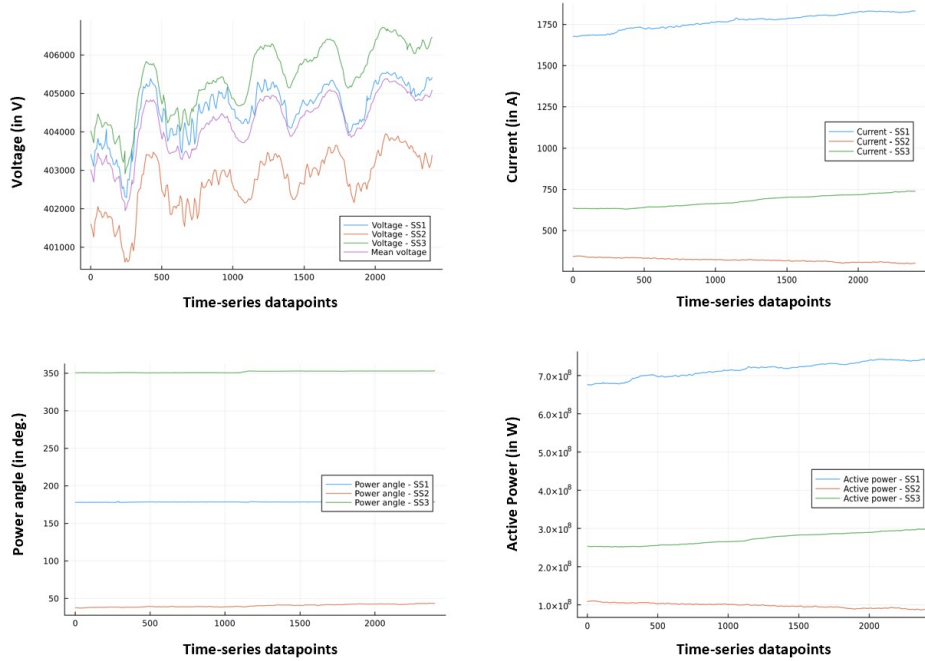 Voltage (in V)
406000
405000
404000
403000
402000
401000
Voltage - SS1
Voltage - SS2
Voltage - SS3
Mean voltage
0
500
1000
1500
2000
Time-series datapoints
Current (in A)
1750
1500
1250
1000
750
500
Current - SS1
Current - SS2
Current - SS3
0
500
1000
1500
2000
Time-series datapoints
Power angle (in deg.)
350
300
250
200
150
100
50
Power angle - SS1
Power angle - SS2
Power angle - SS3
0
500
1000
1500
2000
Time-series datapoints
Active Power (in W)
7.0×10⁸
6.0×10⁸
5.0×10⁸
4.0×10⁸
3.0×10⁸
2.0×10⁸
1.0×10⁸
Active power - SS1
Active power - SS2
Active power - SS3
0
500
1000
1500
2000
Time-series datapoints